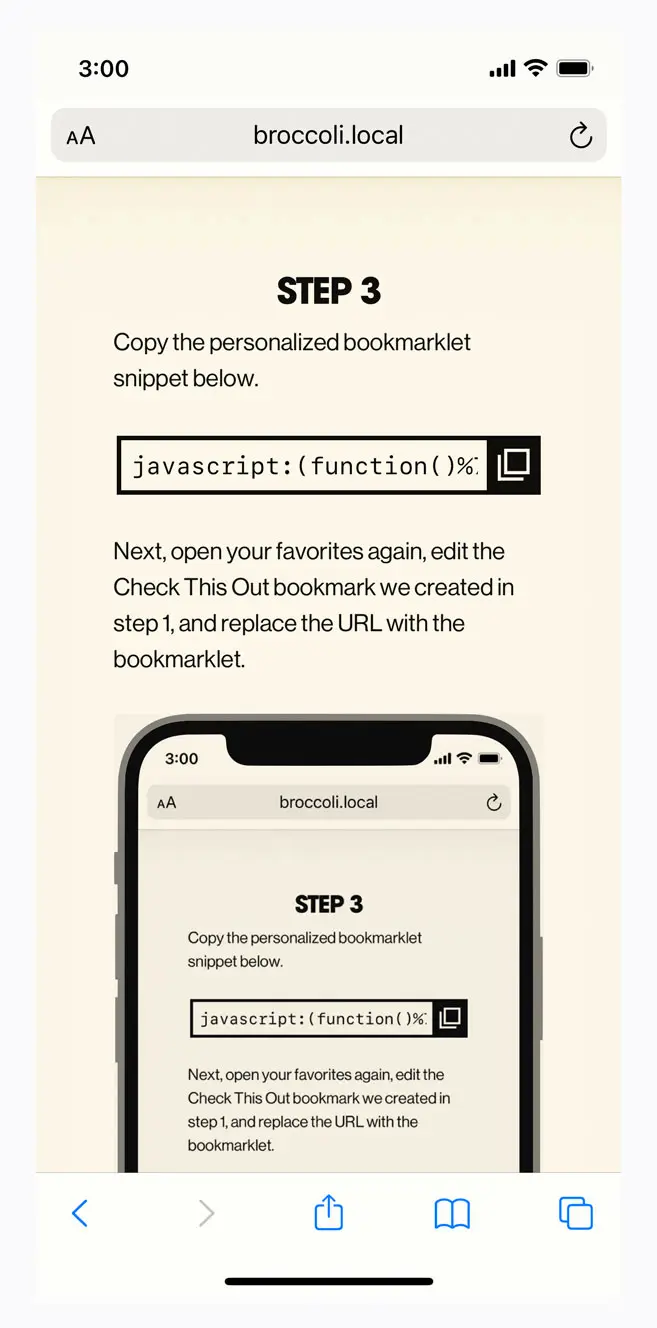 3:00
AA
broccoli.local
STEP 3
Copy the personalized bookmarklet
snippet below.
javascript:(function()%
Next, open your favorites again, edit the
Check This Out bookmark we created in
step 1, and replace the URL with the
bookmarklet.
3:00
AA
broccoli.local
STEP 3
Copy the personalized bookmarklet
snippet below.
javascript:(function()%
Next, open your favorites again, edit the
Check This Out bookmark we created in
step 1, and replace the URL with the
bookmarklet.